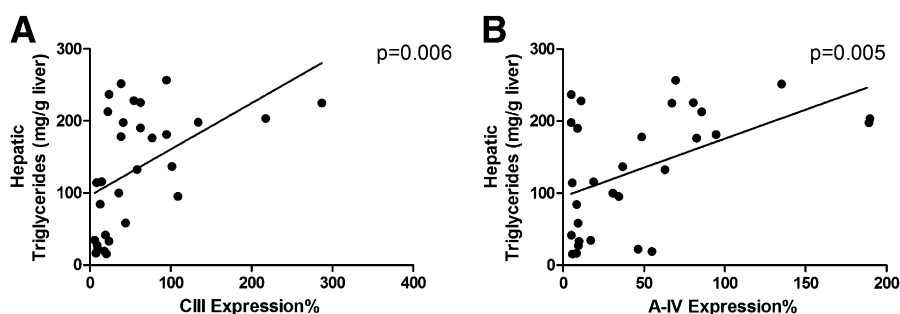 A
p=0.006
Hepatic
Triglycerides (mg/g liver)
300
200
100
0
0 100 200 300 400
CIII Expression%
B
p=0.005
Hepatic
Triglycerides (mg/g liver)
300
200
100
0
0 50 100 150 200
A-IV Expression%